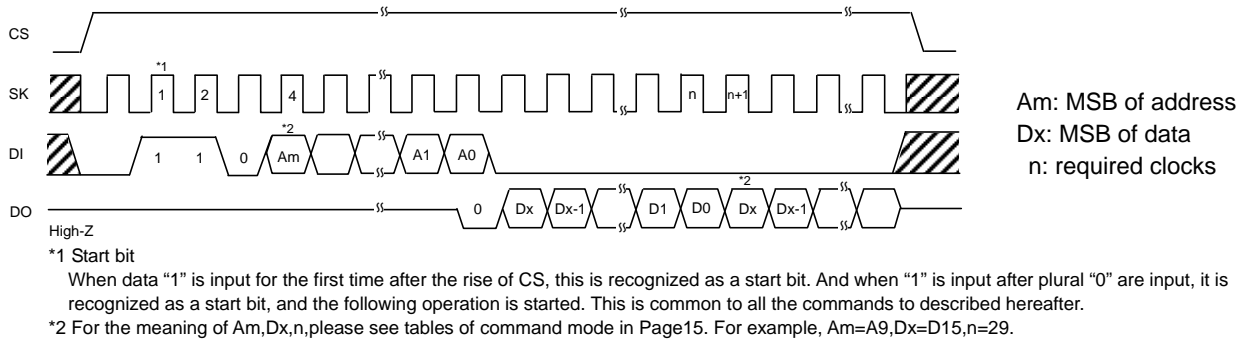 CS
*1
SK 1 2 4 n n+1
*2
DI 1 1 0 Am A1 A0
*2
DO 0 Dx Dx-1 D1 D0 Dx Dx-1
High-Z
Am: MSB of address
Dx: MSB of data
n: required clocks
*1 Start bit
When data “1” is input for the first time after the rise of CS, this is recognized as a start bit. And when “1” is input after plural “0” are input, it is
recognized as a start bit, and the following operation is started. This is common to all the commands to described hereafter.
*2 For the meaning of Am,Dx,n,please see tables of command mode in Page15. For example, Am=A9,Dx=D15,n=29.